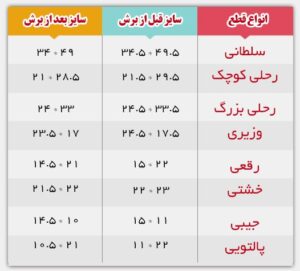 انواع قطع سایز قبل از برش سایز بعد از برش
سلطانی ۳۴.۵ * ۴۹.۵ ۳۴ * ۴۹
رحلی کوچک ۲۱.۵ * ۲۹.۵ ۲۱ * ۲۸.۵
رحلی بزرگ ۲۴.۵ * ۳۳.۵ ۲۴ * ۳۳
وزیری ۲۴.۵ * ۱۷.۵ ۲۳.۵ * ۱۷
رقعی ۱۵ * ۲۲ ۱۴.۵ * ۲۱
خشتی ۲۲ * ۲۳ ۲۱.۵ * ۲۲
جیبی ۱۵ * ۱۱ ۱۴.۵ * ۱۰
پالتویی ۱۱ * ۲۲ ۱۰.۵ * ۲۱